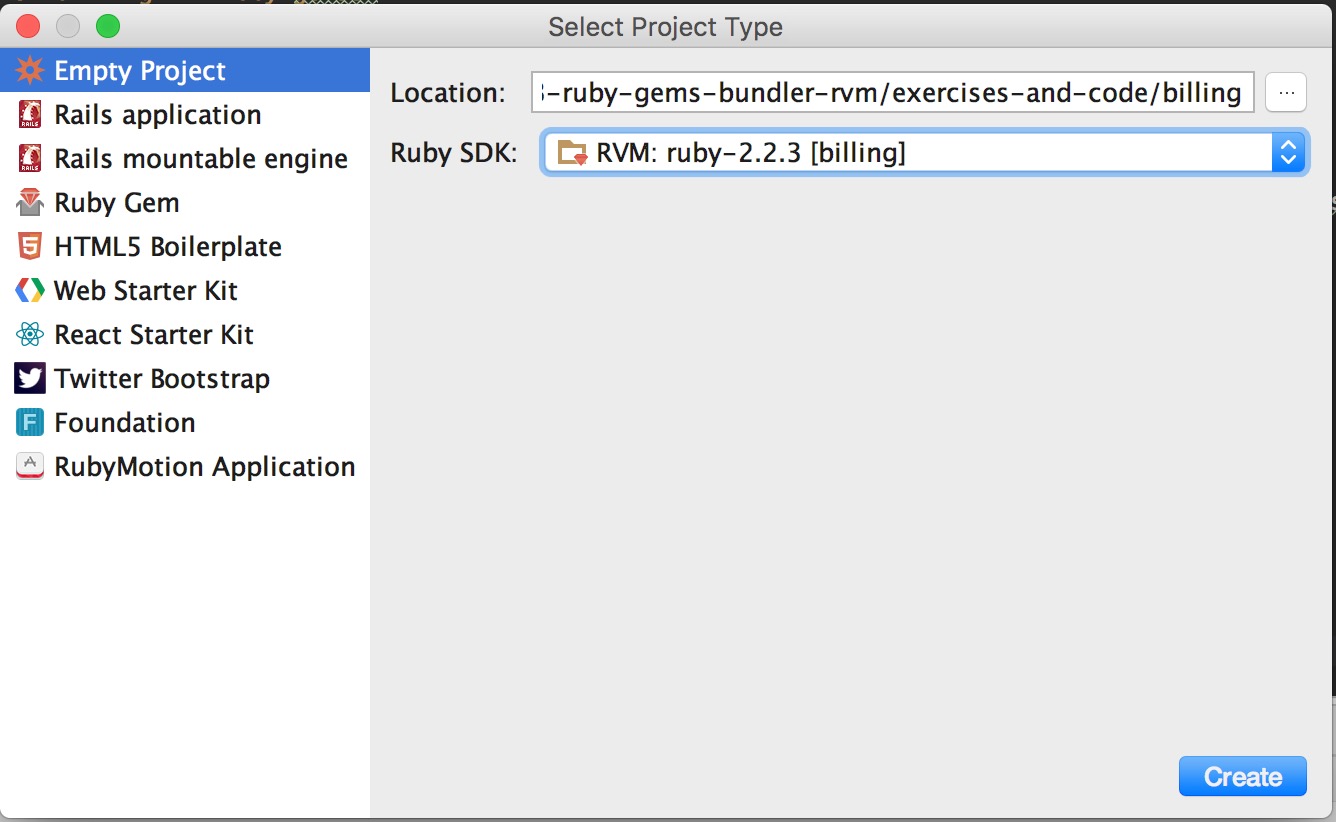 Select Project Type
Empty Project
Rails application
Rails mountable engine
Ruby Gem
HTML5 Boilerplate
Web Starter Kit
React Starter Kit
Twitter Bootstrap
Foundation
RubyMotion Application
Location: -ruby-gems-bundler-rvm/exercises-and-code/billing ...
Ruby SDK: RVM: ruby-2.2.3 [billing]
Create